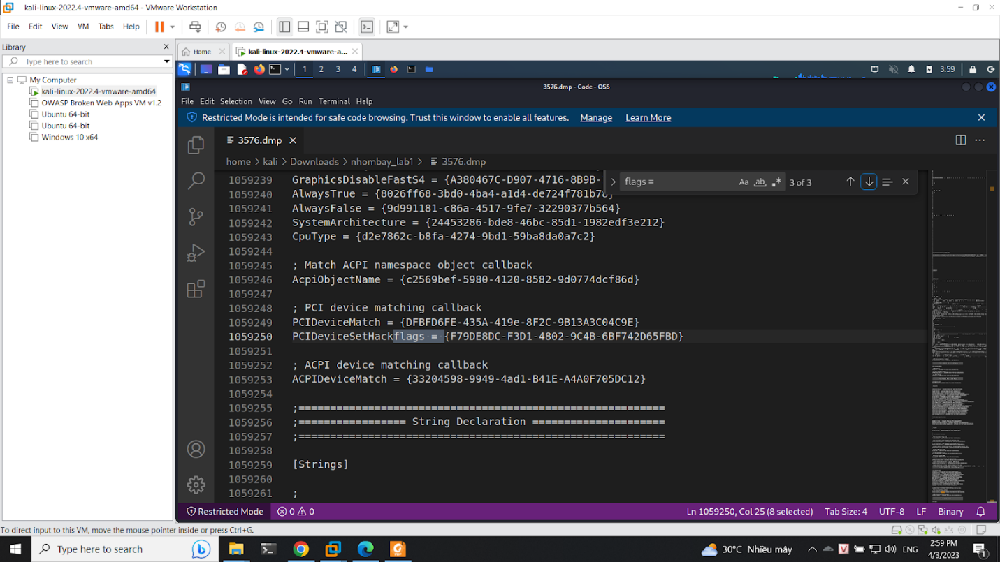 kali-linux-2022.4-vmware-amd64 - VMware Workstation
File Edit View VM Tabs Help
Library
Type here to search
My Computer
kali-linux-2022.4-vmware-amd64
OWASP Broken Web Apps VM v1.2
Ubuntu 64-bit
Ubuntu 64-bit
Windows 10 x64
Home
kali-linux-2022.4-vmware-a...
1 2 3 4
3:59
3576.dmp - Code - OSS
File Edit Selection View Go Run Terminal Help
Restricted Mode is intended for safe code browsing. Trust this window to enable all features. Manage Learn More
3576.dmp
home > kali > Downloads > nhombay_lab1 > 3576.dmp
flags =
Aa ab 3 of 3
1059239 GraphicsDisableFastS4 = {A380467C-D907-4716-8B9B-
1059240 AlwaysTrue = {8026ff68-3bd0-4ba4-a1d4-de724f781b78}
1059241 AlwaysFalse = {9d991181-c86a-4517-9fe7-32290377b564}
1059242 SystemArchitecture = {24453286-bde8-46bc-85d1-1982edf3e212}
1059243 CpuType = {d2e7862c-b8fa-4274-9bd1-59ba8da0a7c2}
1059244
1059245 ; Match ACPI namespace object callback
1059246 AcpiObjectName = {c2569bef-5980-4120-8582-9d0774dcf86d}
1059247
1059248 ; PCI device matching callback
1059249 PCIDeviceMatch = {DFBFD6FE-435A-419e-8F2C-9B13A3C04C9E}
1059250 PCIDeviceSetHackflags = {F79DE8DC-F3D1-4802-9C4B-6BF742D65FBD}
1059251
1059252 ; ACPI device matching callback
1059253 ACPIDeviceMatch = {33204598-9949-4ad1-B41E-A4A0F705DC12}
1059254
1059255 ;==========================================================
1059256 ;================= String Declaration =====================
1059257 ;==========================================================
1059258
1059259 [Strings]
1059260
1059261 ;
Restricted Mode 0 0 Ln 1059250, Col 25 (8 selected) Tab Size: 4 UTF-8 LF Binary
To direct input to this VM, move the mouse pointer inside or press Ctrl+G.
Type here to search
30°C Nhiều mây
ENG
2:59 PM
4/3/2023
1